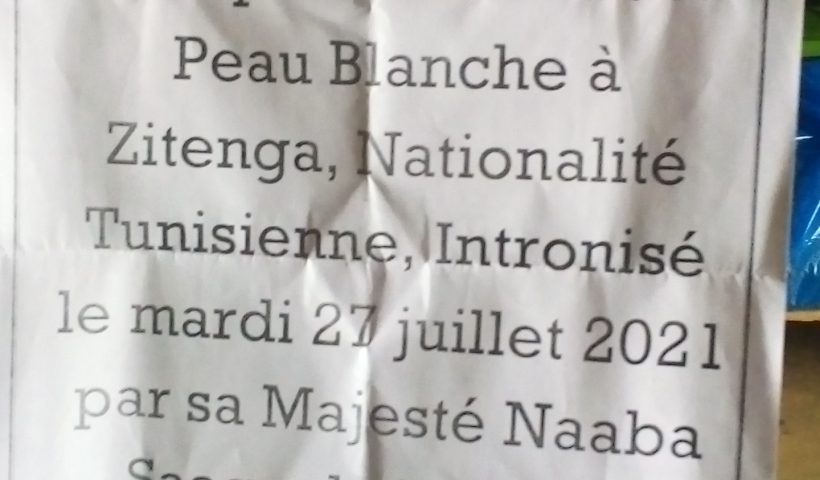 Peau Blanche à
Zitenga, Nationalité
Tunisienne, Intronisé
le mardi 27 juillet 2021
par sa Majesté Naaba